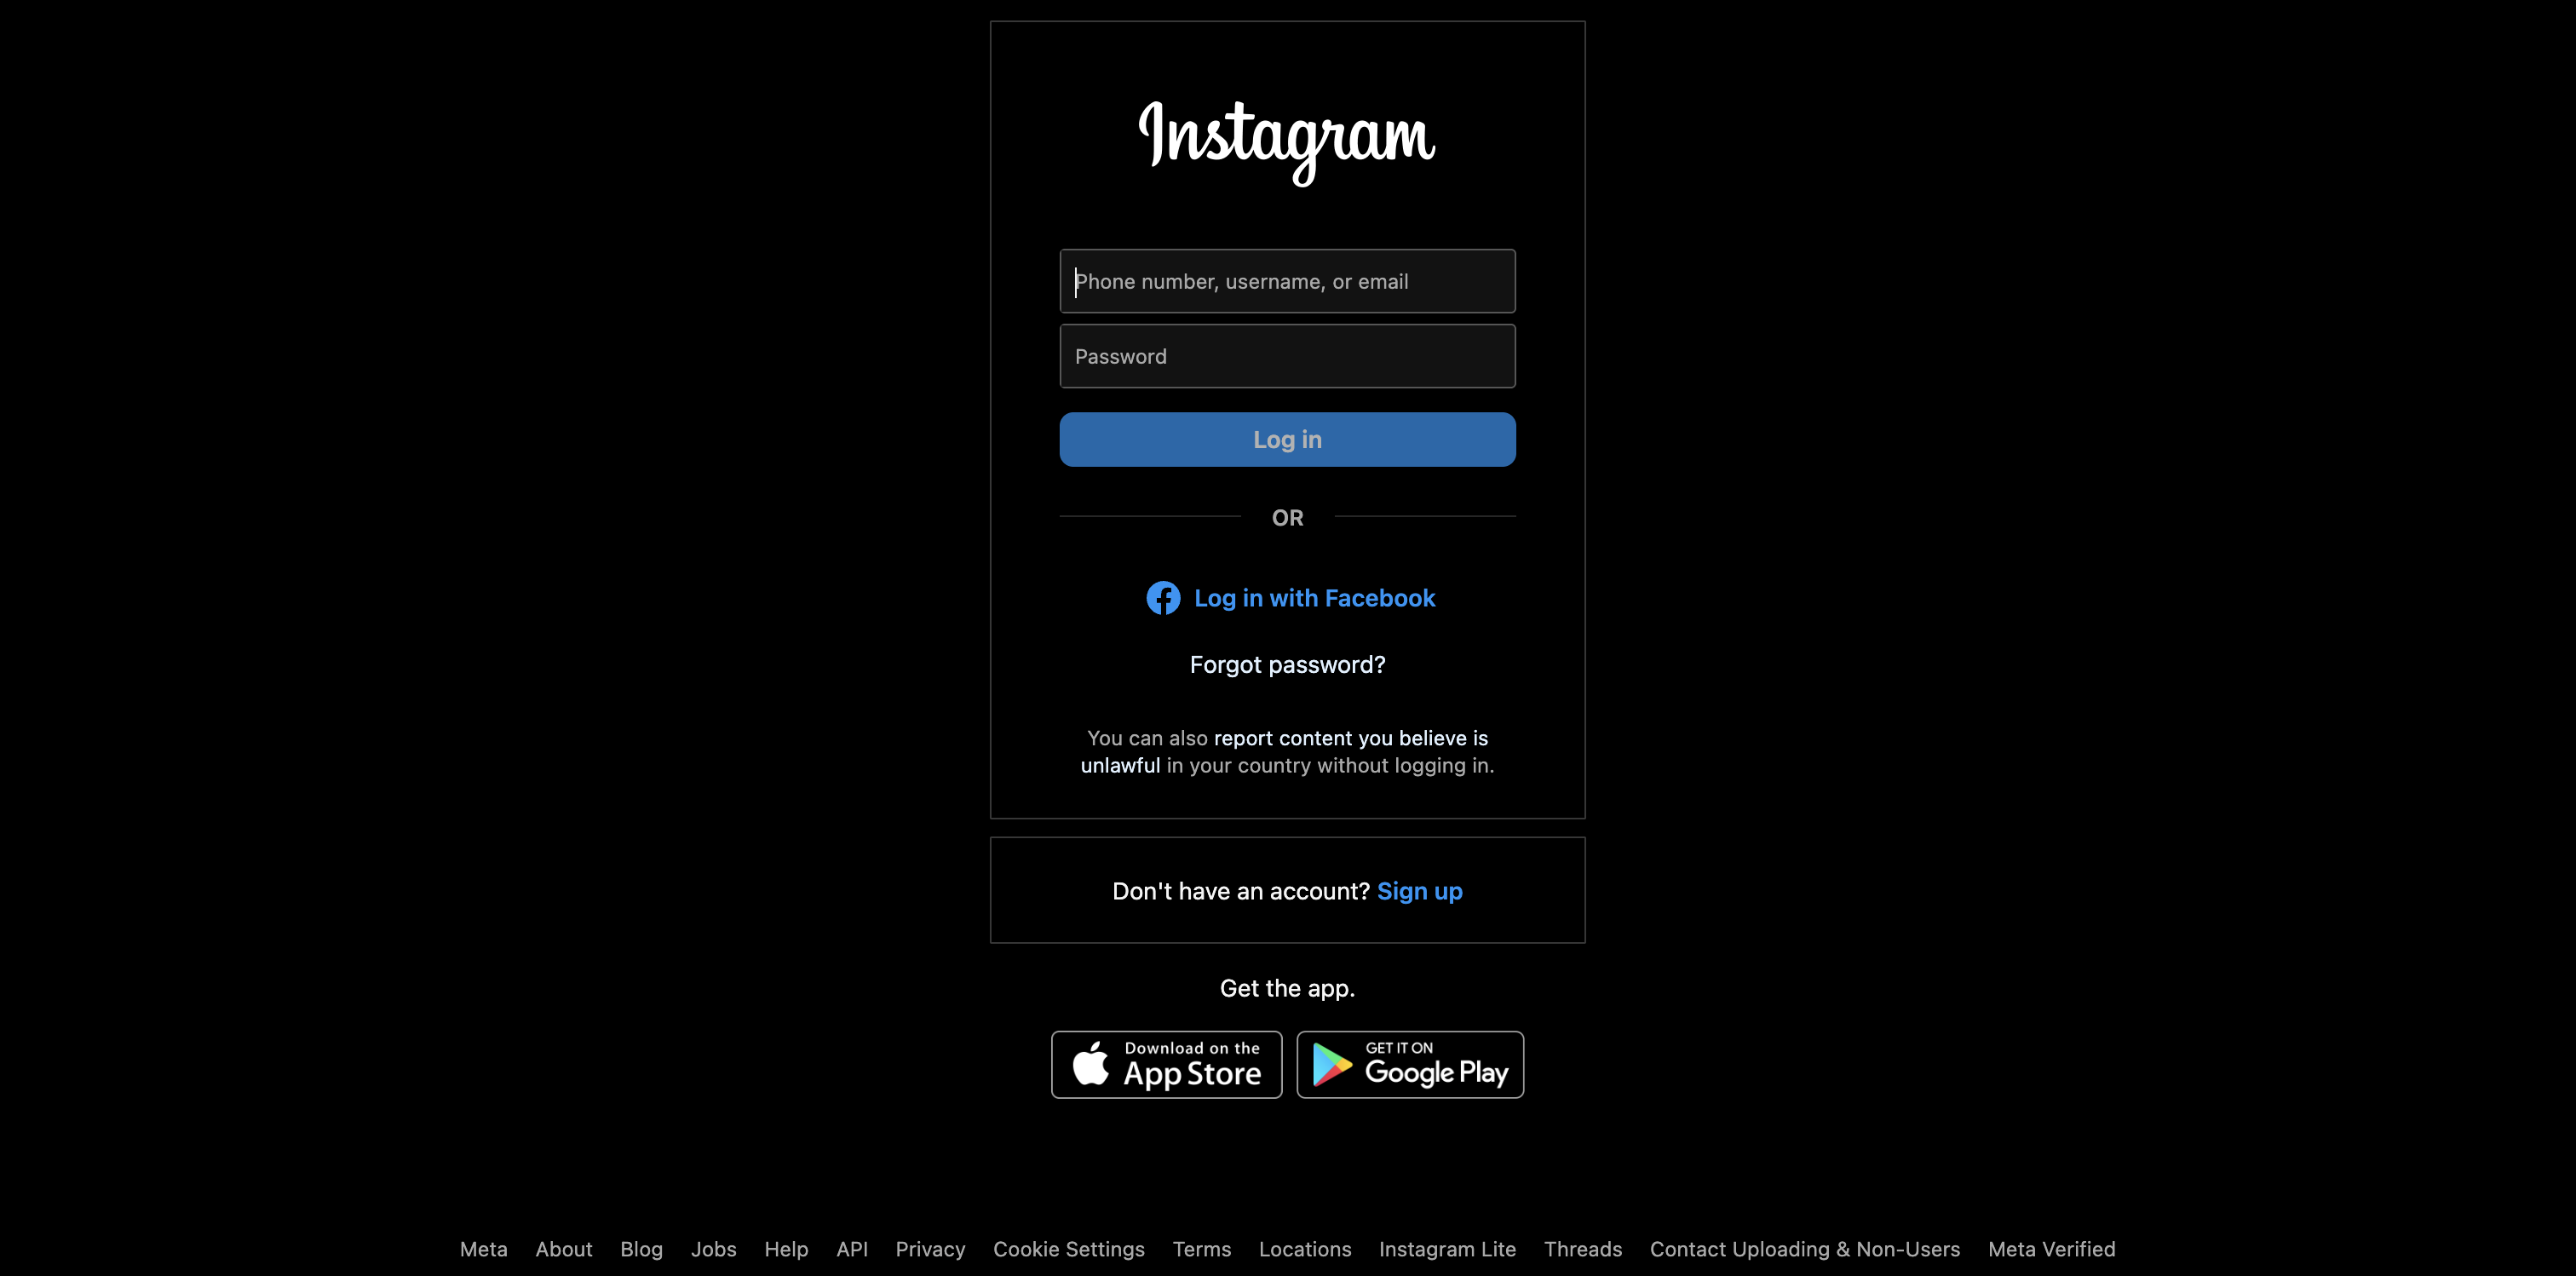 Instagram
Phone number, username, or email
Password
Log in
OR
Log in with Facebook
Forgot password?
You can also report content you believe is
unlawful in your country without logging in.
Don't have an account? Sign up
Get the app.
Download on the
App Store
GET IT ON
Google Play
Meta About Blog Jobs Help API Privacy Cookie Settings Terms Locations Instagram Lite Threads Contact Uploading & Non-Users Meta Verified